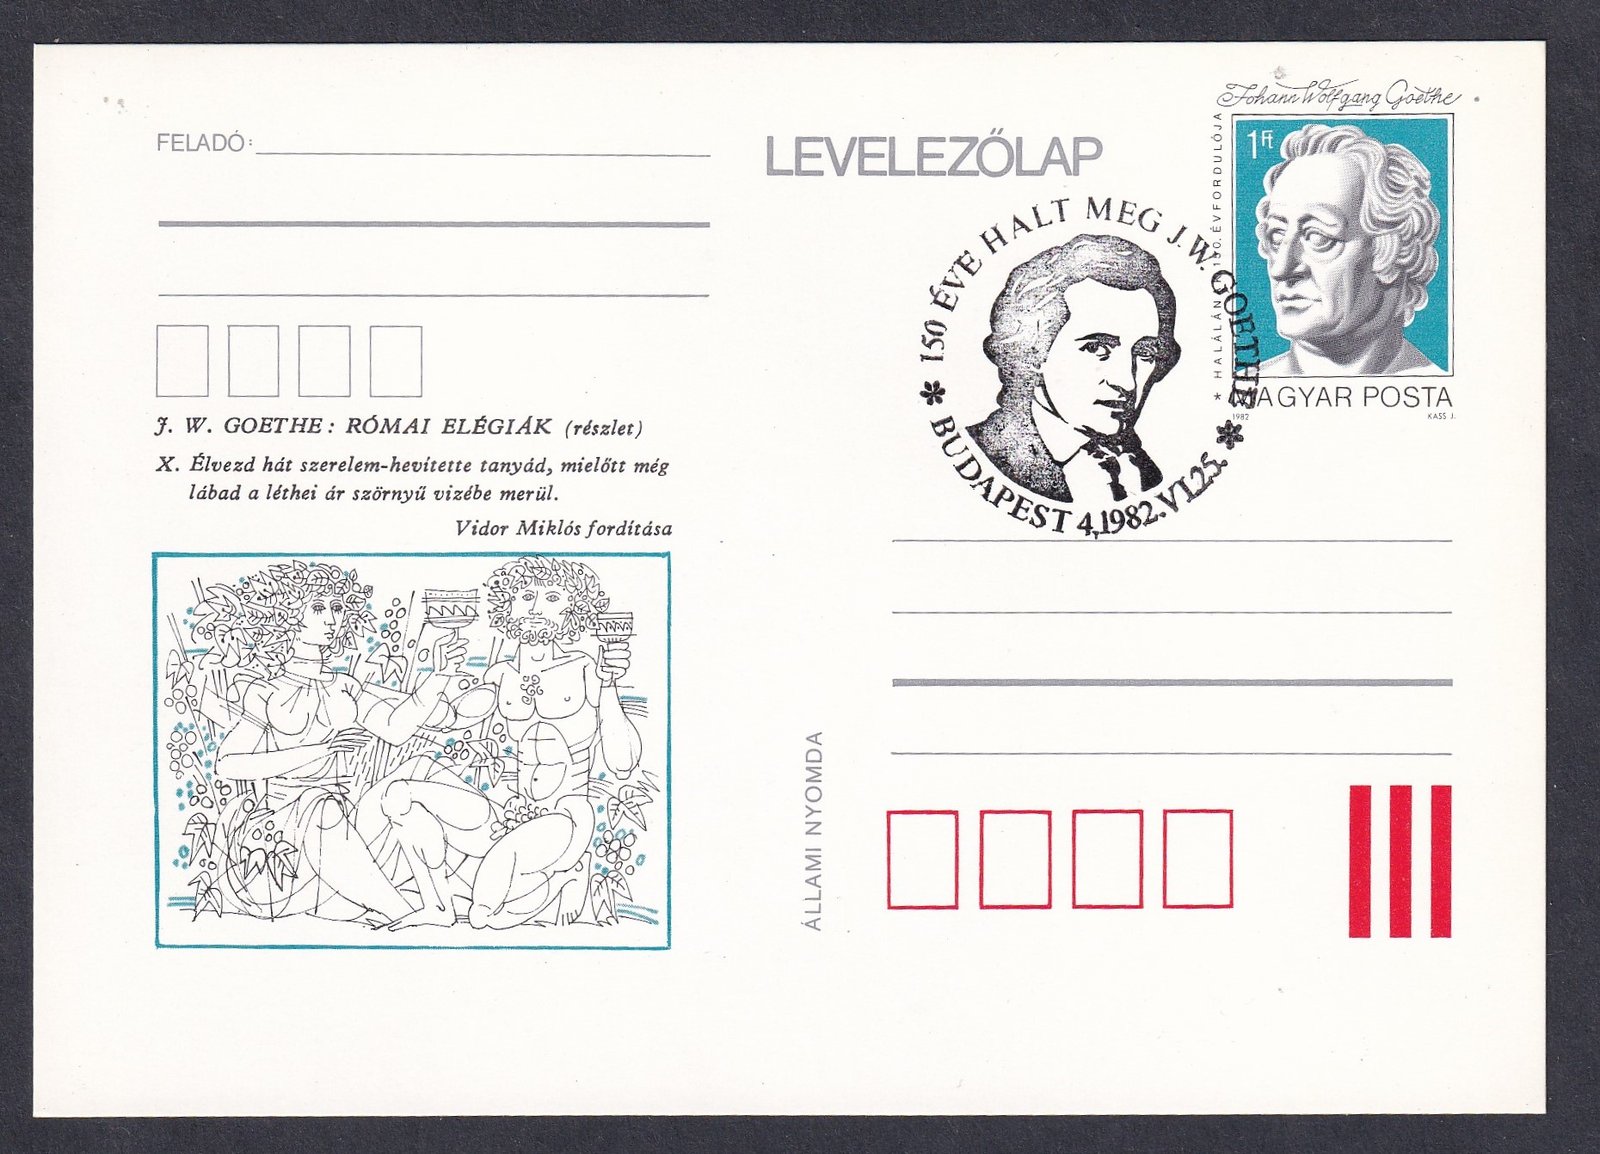 FELADÓ:
J. W. GOETHE: RÓMAI ELÉGIÁK (részlet)
X. Élvezd hát szerelem-hevítette tanyád, mielőtt még
lábad a léthei ár szörnyű vizébe merül.
Vidor Miklós fordítása
LEVELEZŐLAP
Johann Wolfgang Goethe
* HALÁLÁNAK 150. ÉVFORDULÓJA
1 Ft
MAGYAR POSTA
1982
KASS J.
150 ÉVE HALT MEG J. W. GOETHE
* BUDAPEST 4, 1982.VI.25. *
ÁLLAMI NYOMDA